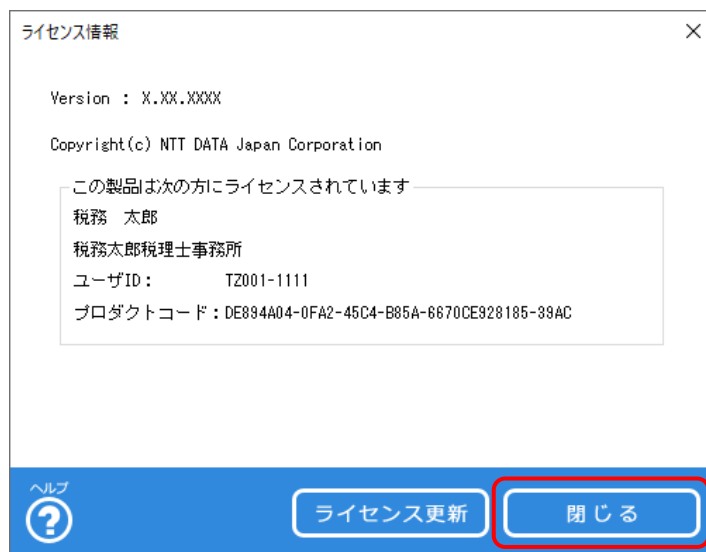 ライセンス情報
Version : X.XX.XXXX
Copyright(c) NTT DATA Japan Corporation
この製品は次の方にライセンスされています
税務　太郎
税務太郎税理士事務所
ユーザID： TZ001-1111
プロダクトコード：DE894A04-0FA2-45C4-B85A-6670CE928185-39AC
ヘルプ
?
ライセンス更新
閉じる